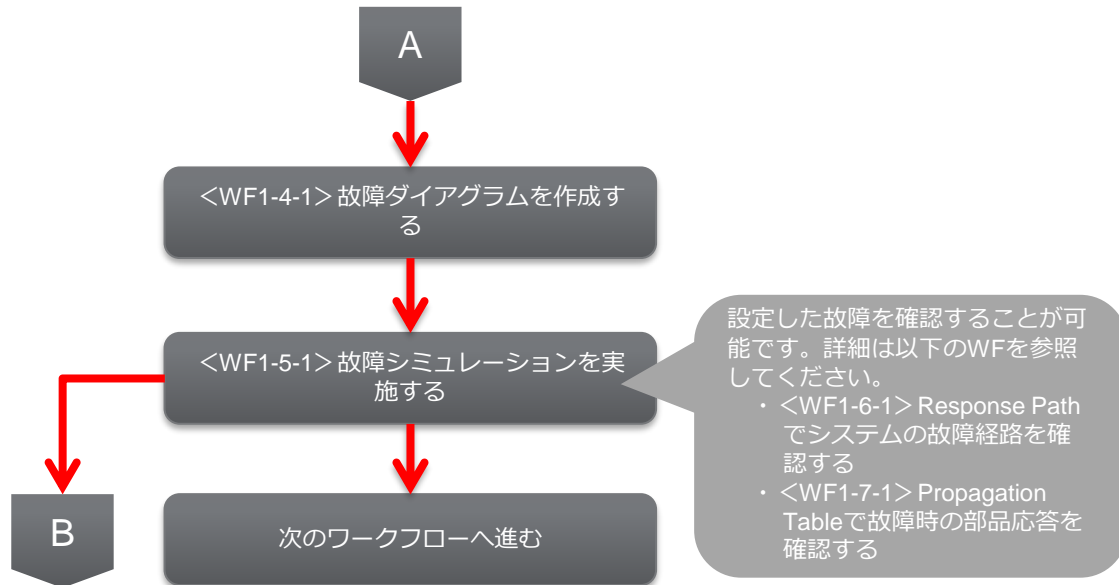 A
<WF1-4-1>故障ダイアグラムを作成す
る
<WF1-5-1>故障シミュレーションを実
施する
設定した故障を確認することが可
能です。詳細は以下のWFを参照
してください。
・<WF1-6-1> Response Path
でシステムの故障経路を確
認する
・<WF1-7-1> Propagation
Tableで故障時の部品応答を
確認する
B
次のワークフローへ進む